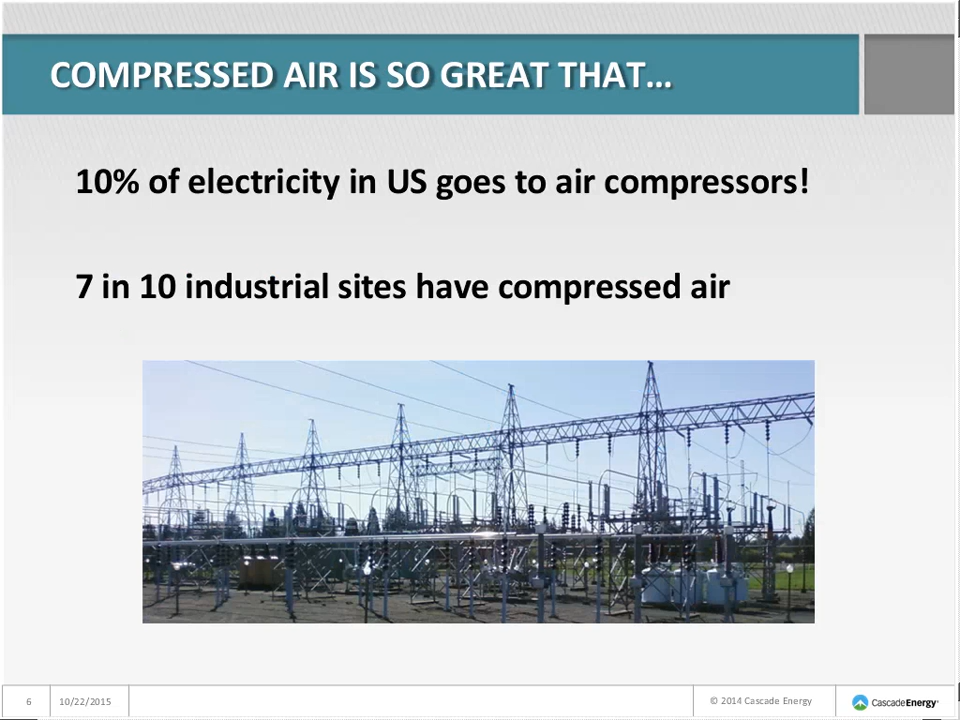 COMPRESSED AIR IS SO GREAT THAT…
10% of electricity in US goes to air compressors!
7 in 10 industrial sites have compressed air
6
10/22/2015
© 2014 Cascade Energy
CascadeEnergy